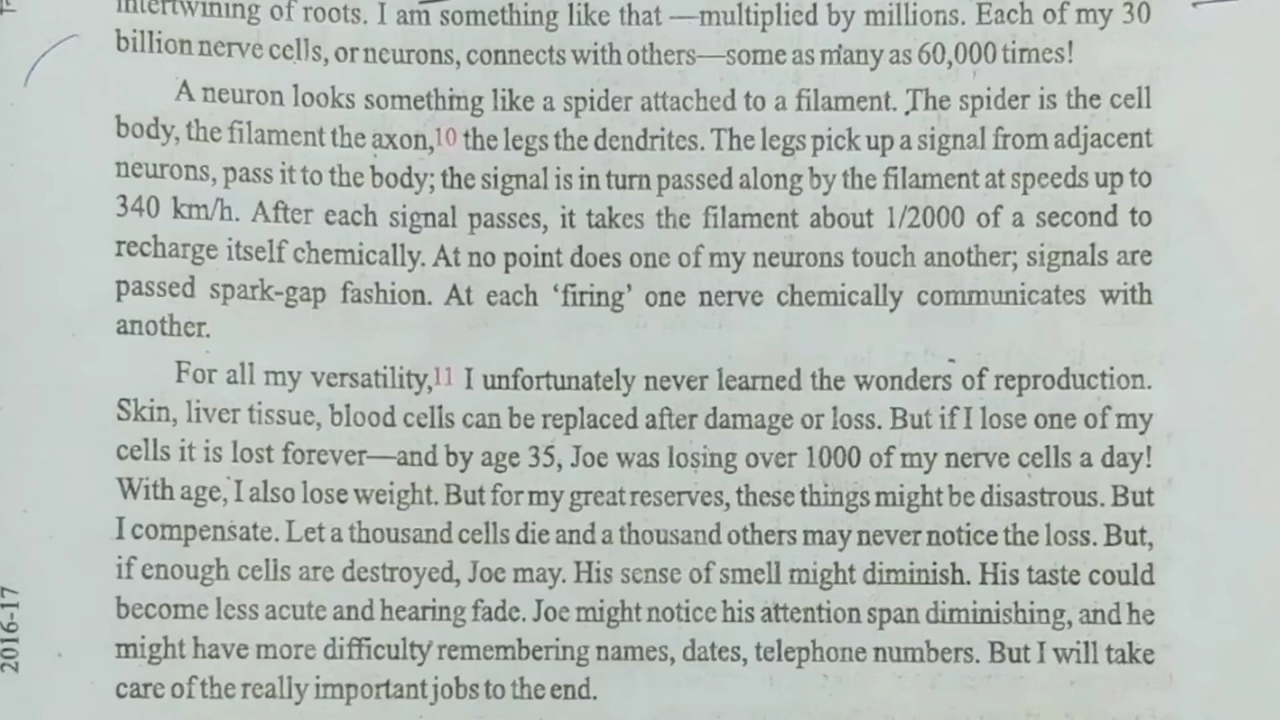 intertwining of roots. I am something like that —multiplied by millions. Each of my 30
billion nerve cells, or neurons, connects with others—some as many as 60,000 times!
A neuron looks something like a spider attached to a filament. The spider is the cell
body, the filament the axon,10 the legs the dendrites. The legs pick up a signal from adjacent
neurons, pass it to the body; the signal is in turn passed along by the filament at speeds up to
340 km/h. After each signal passes, it takes the filament about 1/2000 of a second to
recharge itself chemically. At no point does one of my neurons touch another; signals are
passed spark-gap fashion. At each ‘firing’ one nerve chemically communicates with
another.
For all my versatility,11 I unfortunately never learned the wonders of reproduction.
Skin, liver tissue, blood cells can be replaced after damage or loss. But if I lose one of my
cells it is lost forever—and by age 35, Joe was losing over 1000 of my nerve cells a day!
With age, I also lose weight. But for my great reserves, these things might be disastrous. But
I compensate. Let a thousand cells die and a thousand others may never notice the loss. But,
if enough cells are destroyed, Joe may. His sense of smell might diminish. His taste could
become less acute and hearing fade. Joe might notice his attention span diminishing, and he
might have more difficulty remembering names, dates, telephone numbers. But I will take
care of the really important jobs to the end.
2016-17